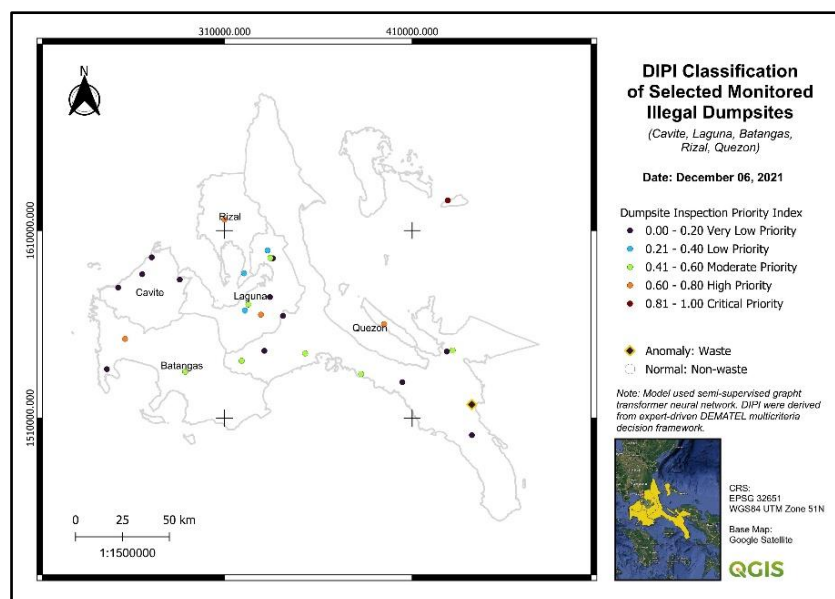 310000.000
410000.000
N
1610000.000
1510000.000
Rizal
Cavito
Laguna
Quezon
Batangas
0 25 50 km
1:1500000
DIPI Classification
of Selected Monitored
Illegal Dumpsites
(Cavite, Laguna, Batangas,
Rizal, Quezon)
Date: December 06, 2021
Dumpsite Inspection Priority Index
0.00 - 0.20 Very Low Priority
0.21 - 0.40 Low Priority
0.41 - 0.60 Moderate Priority
0.60 - 0.80 High Priority
0.81 - 1.00 Critical Priority
Anomaly: Waste
Normal: Non-waste
Note: Model used semi-supervised grapht
transformer neural network. DIPI were derived
from expert-driven DEMATEL multicriteria
decision framework.
CRS:
EPSG 32651
WGS84 UTM Zone 51N
Base Map:
Google Satellite
QGIS